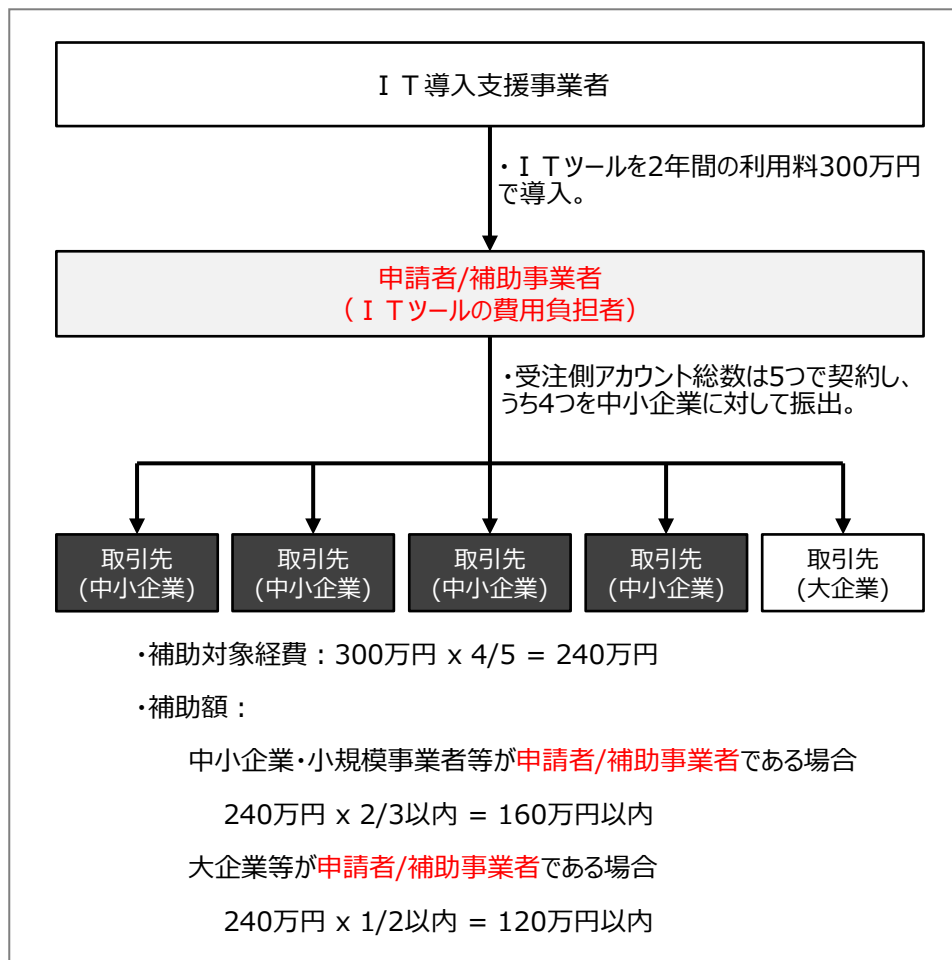 ＩＴ導入支援事業者
・ＩＴツールを2年間の利用料300万円
で導入。
申請者/補助事業者
（ＩＴツールの費用負担者）
・受注側アカウント総数は5つで契約し、
うち4つを中小企業に対して振出。
取引先
(中小企業)
取引先
(中小企業)
取引先
(中小企業)
取引先
(中小企業)
取引先
(大企業)
・補助対象経費：300万円 x 4/5 = 240万円
・補助額：
中小企業・小規模事業者等が申請者/補助事業者である場合
240万円 x 2/3以内 = 160万円以内
大企業等が申請者/補助事業者である場合
240万円 x 1/2以内 = 120万円以内